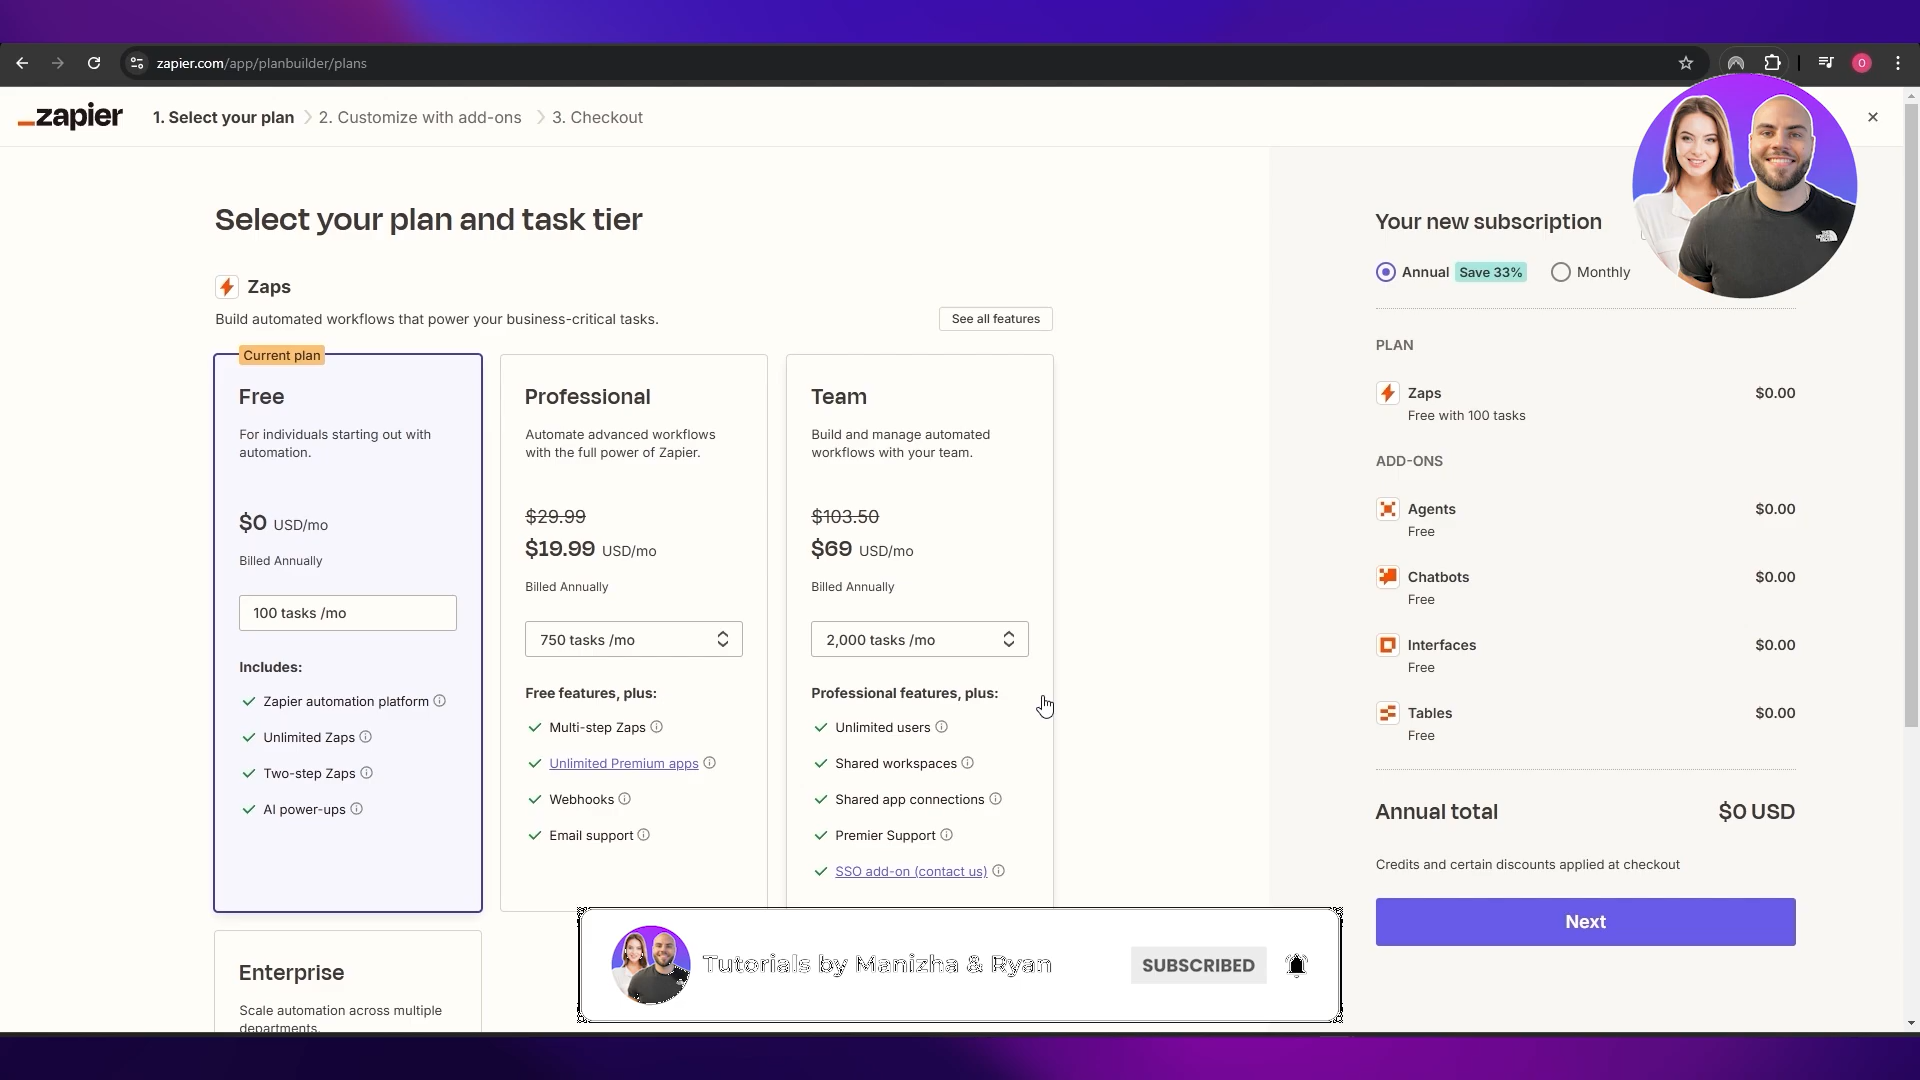 zapier.com/app/planbuilder/plans
O
zapier
1. Select your plan
2. Customize with add-ons
3. Checkout
Select your plan and task tier
Zaps
Build automated workflows that power your business-critical tasks.
See all features
Current plan
Free
For individuals starting out with
automation.
$0 USD/mo
Billed Annually
100 tasks /mo
Includes:
Zapier automation platform
Unlimited Zaps
Two-step Zaps
AI power-ups
Professional
Automate advanced workflows
with the full power of Zapier.
$29.99
$19.99 USD/mo
Billed Annually
750 tasks /mo
Free features, plus:
Multi-step Zaps
Unlimited Premium apps
Webhooks
Email support
Team
Build and manage automated
workflows with your team.
$103.50
$69 USD/mo
Billed Annually
2,000 tasks /mo
Professional features, plus:
Unlimited users
Shared workspaces
Shared app connections
Premier Support
SSO add-on (contact us)
Enterprise
Scale automation across multiple
departments.
Your new subscription
Annual Save 33% Monthly
PLAN
Zaps $0.00
Free with 100 tasks
ADD-ONS
Agents $0.00
Free
Chatbots $0.00
Free
Interfaces $0.00
Free
Tables $0.00
Free
Annual total $0 USD
Credits and certain discounts applied at checkout
Next
Tutorials by Manizha & Ryan
SUBSCRIBED